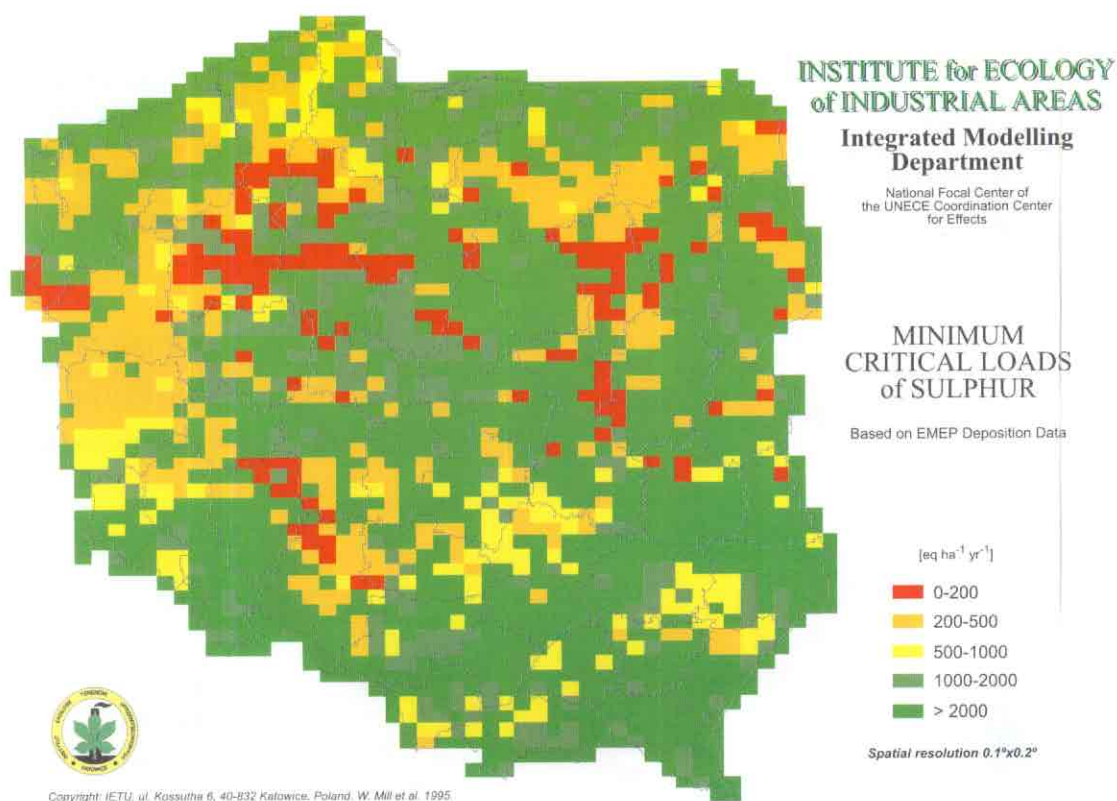 INSTITUTE for ECOLOGY
of INDUSTRIAL AREAS
Integrated Modelling
Department
National Focal Center of
the UNECE Coordination Center
for Effects
MINIMUM
CRITICAL LOADS
of SULPHUR
Based on EMEP Deposition Data
[eq ha⁻¹ yr⁻¹]
0-200
200-500
500-1000
1000-2000
> 2000
Spatial resolution 0.1°x0.2°
Copyright: IETU, ul. Kossutha 6, 40-832 Katowice, Poland. W. Mill et al. 1995.